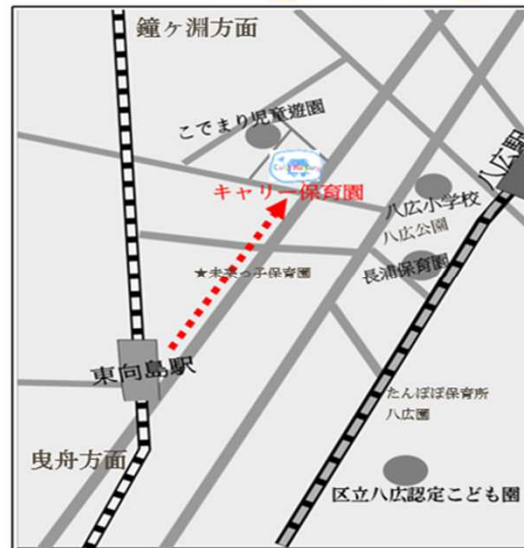 鐘ヶ淵方面
こでまり児童遊園
八広駅
キャリー保育園
八広小学校
八広公園
長浦保育園
★未来っ子保育園
東向島駅
たんぽぽ保育所
八広園
曳舟方面
区立八広認定こども園